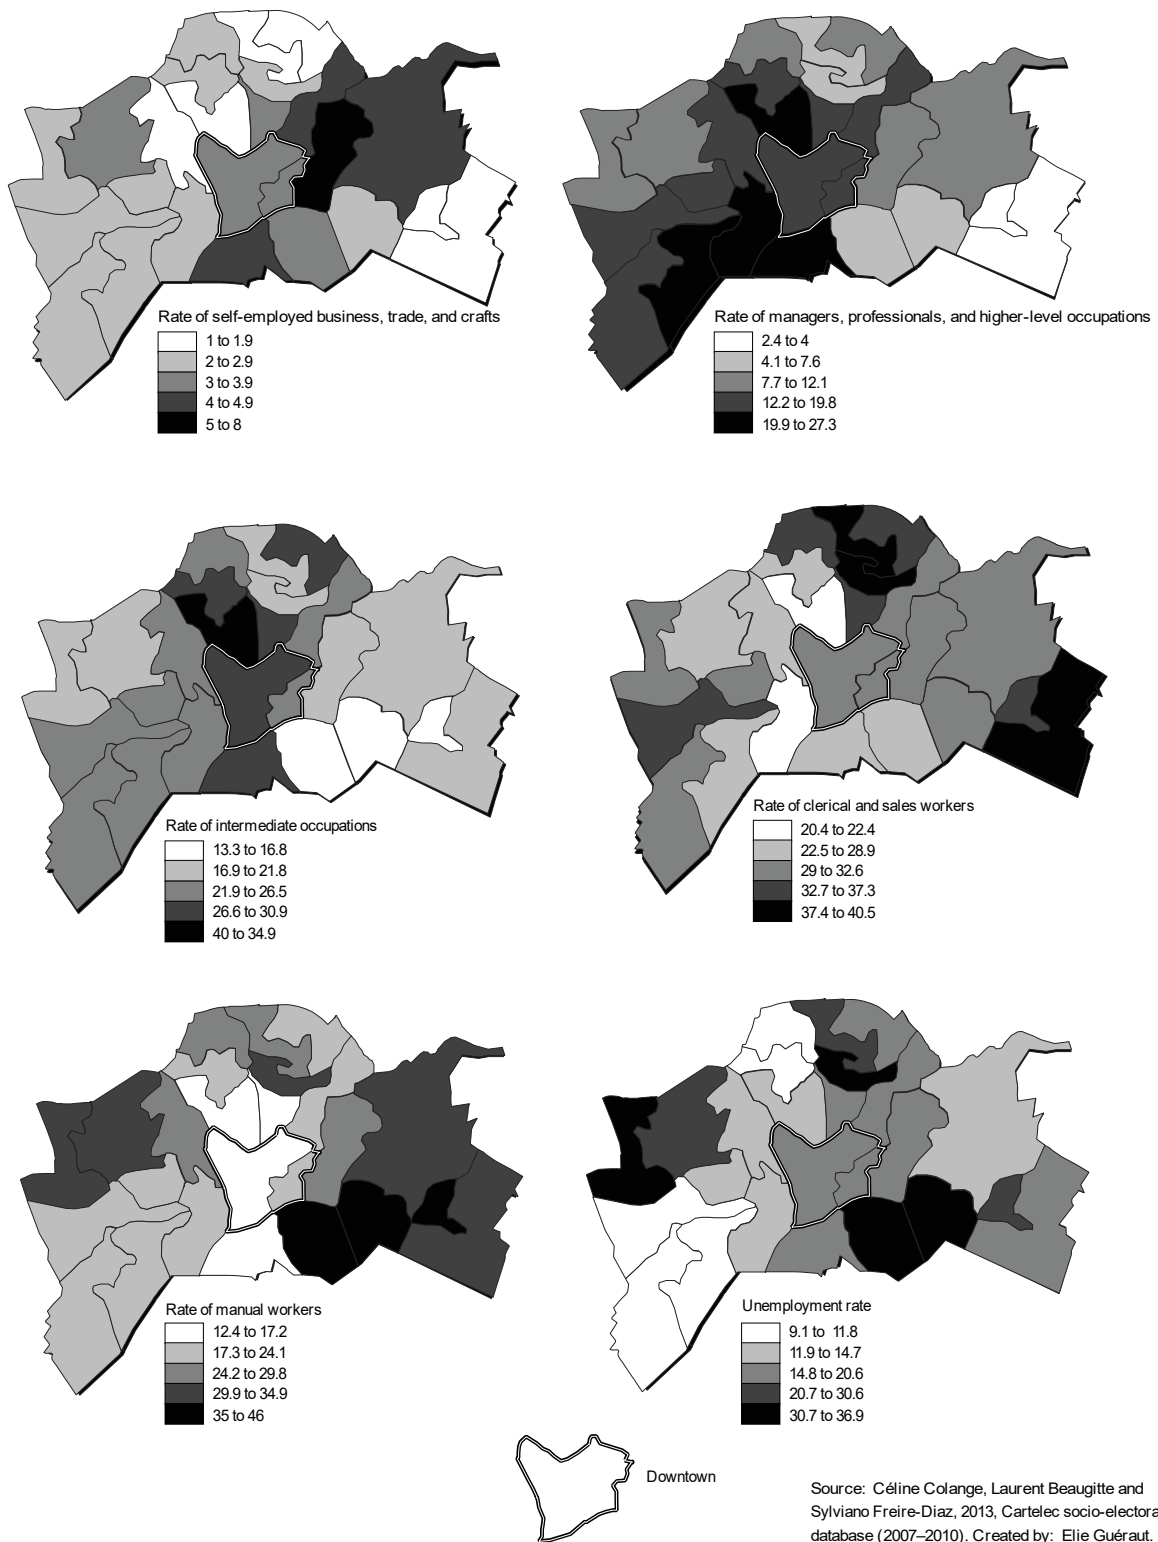 Rate of self-employed business, trade, and crafts
1 to 1.9
2 to 2.9
3 to 3.9
4 to 4.9
5 to 8
Rate of managers, professionals, and higher-level occupations
2.4 to 4
4.1 to 7.6
7.7 to 12.1
12.2 to 19.8
19.9 to 27.3
Rate of intermediate occupations
13.3 to 16.8
16.9 to 21.8
21.9 to 26.5
26.6 to 30.9
40 to 34.9
Rate of clerical and sales workers
20.4 to 22.4
22.5 to 28.9
29 to 32.6
32.7 to 37.3
37.4 to 40.5
Rate of manual workers
12.4 to 17.2
17.3 to 24.1
24.2 to 29.8
29.9 to 34.9
35 to 46
Unemployment rate
9.1 to 11.8
11.9 to 14.7
14.8 to 20.6
20.7 to 30.6
30.7 to 36.9
Downtown
Source: Céline Colange, Laurent Beaugitte and
Sylviano Freire-Diaz, 2013, Cartelec socio-electora
database (2007–2010). Created by: Elie Guéraut.